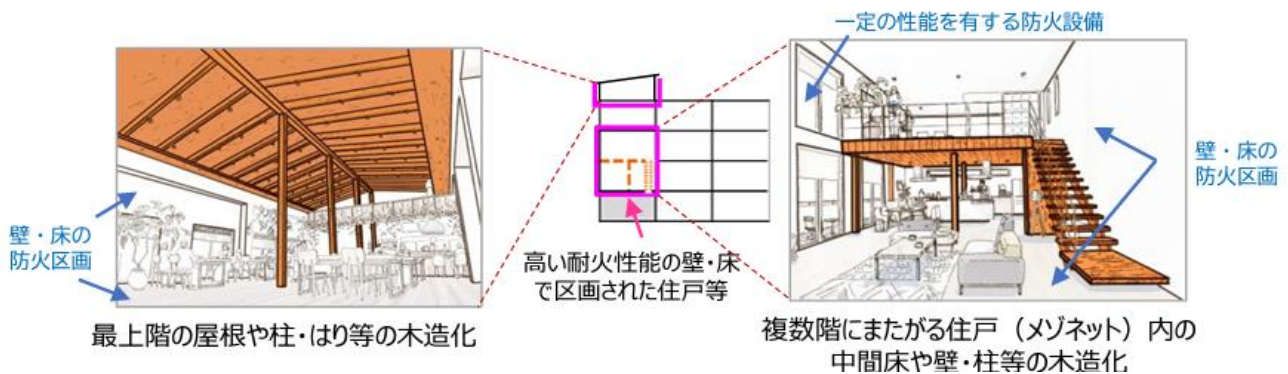 一定の性能を有する防火設備
壁・床の
防火区画
壁・床の
防火区画
高い耐火性能の壁・床
で区画された住戸等
最上階の屋根や柱・はり等の木造化
複数階にまたがる住戸（メゾネット）内の
中間床や壁・柱等の木造化